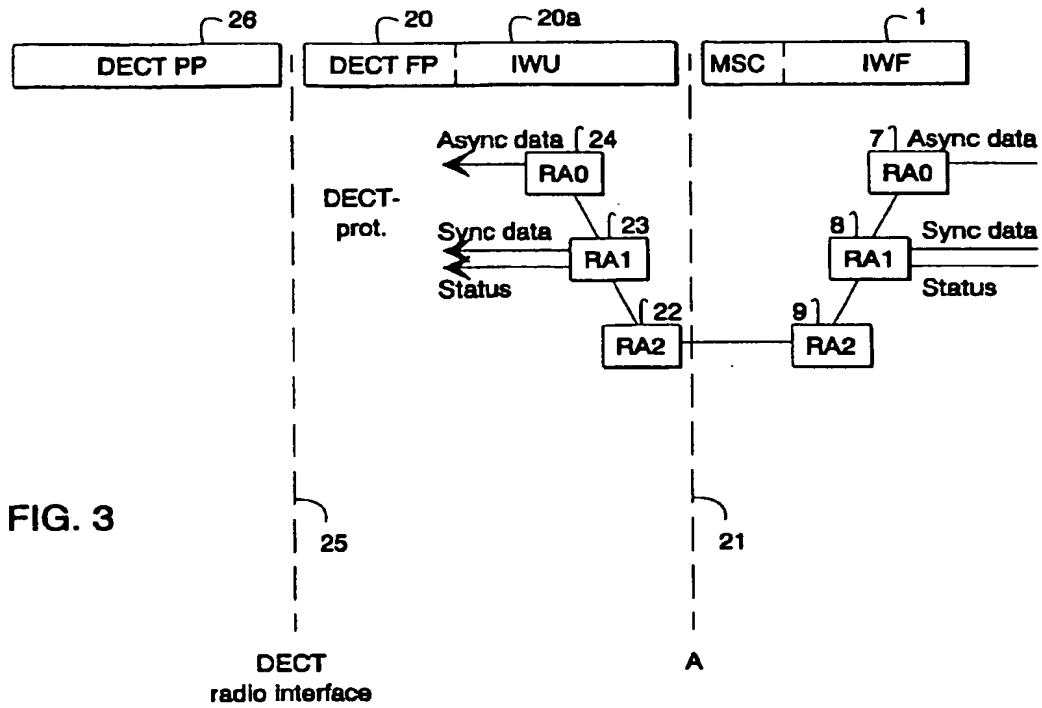 26 20 20a 1
DECT PP DECT FP IWU MSC IWF
Async data 24 7 Async data
RA0 RA0
DECT-
prot.
Sync data 23 8 Sync data
RA1 RA1
Status Status
22 9
RA2 RA2
FIG. 3
25 21
DECT A
radio interface